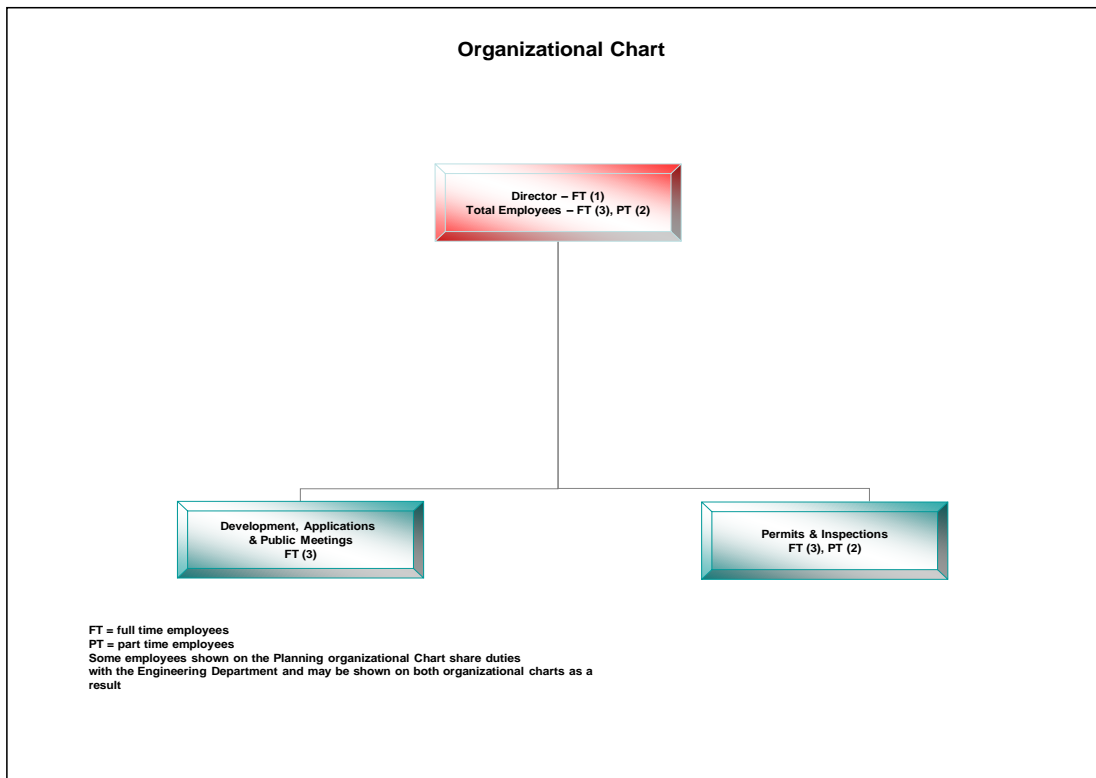 Organizational Chart
Director – FT (1)
Total Employees – FT (3), PT (2)
Development, Applications
& Public Meetings
FT (3)
Permits & Inspections
FT (3), PT (2)
FT = full time employees
PT = part time employees
Some employees shown on the Planning organizational Chart share duties
with the Engineering Department and may be shown on both organizational charts as a
result